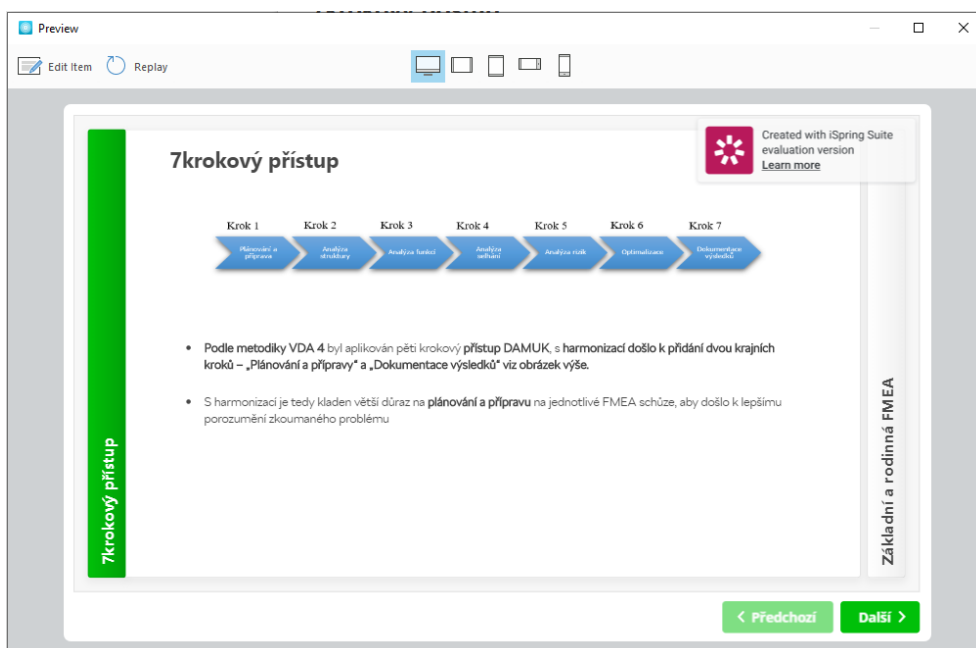 Preview
Edit Item
Replay
Created with iSpring Suite
evaluation version
Learn more
7krokový přístup
Krok 1 Krok 2 Krok 3 Krok 4 Krok 5 Krok 6 Krok 7
Plánování a příprava
Analýza struktury
Analýza funkcí
Analýza selhání
Analýza rizik
Optimalizace
Dokumentace výsledků
• Podle metodiky VDA 4 byl aplikován pěti krokový přístup DAMUK, s harmonizací došlo k přidání dvou krajních
kroků – „Plánování a přípravy“ a „Dokumentace výsledků“ viz obrázek výše.
• S harmonizací je tedy kladen větší důraz na plánování a přípravu na jednotlivé FMEA schůze, aby došlo k lepšímu
porozumění zkoumaného problému
7krokový přístup
Základní a rodinná FMEA
< Předchozí
Další >